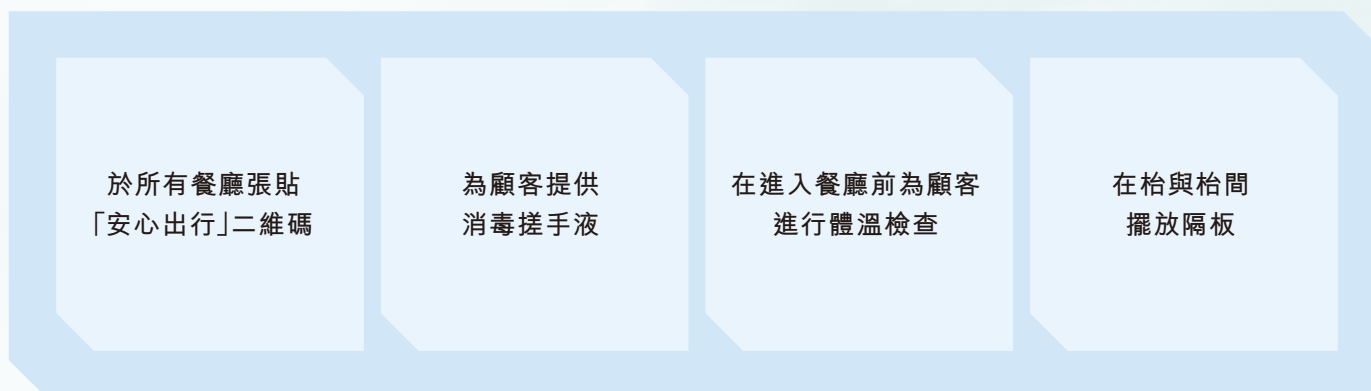 於所有餐廳張貼
「安心出行」二維碼
為顧客提供
消毒搓手液
在進入餐廳前為顧客
進行體溫檢查
在枱與枱間
擺放隔板